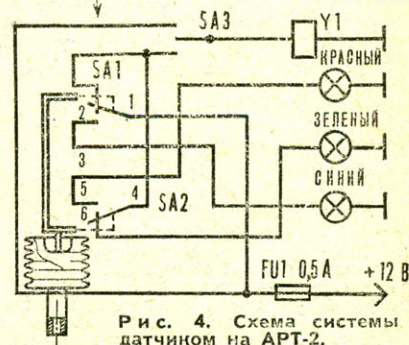 SA3
Y1
КРАСНЫЙ
SA1
1
2
ЗЕЛЕНЫЙ
3
СИНИЙ
5
4
6
SA2
FU1 0,5А
+12 В
Рис. 4. Схема системы
датчиком на АРТ-2.